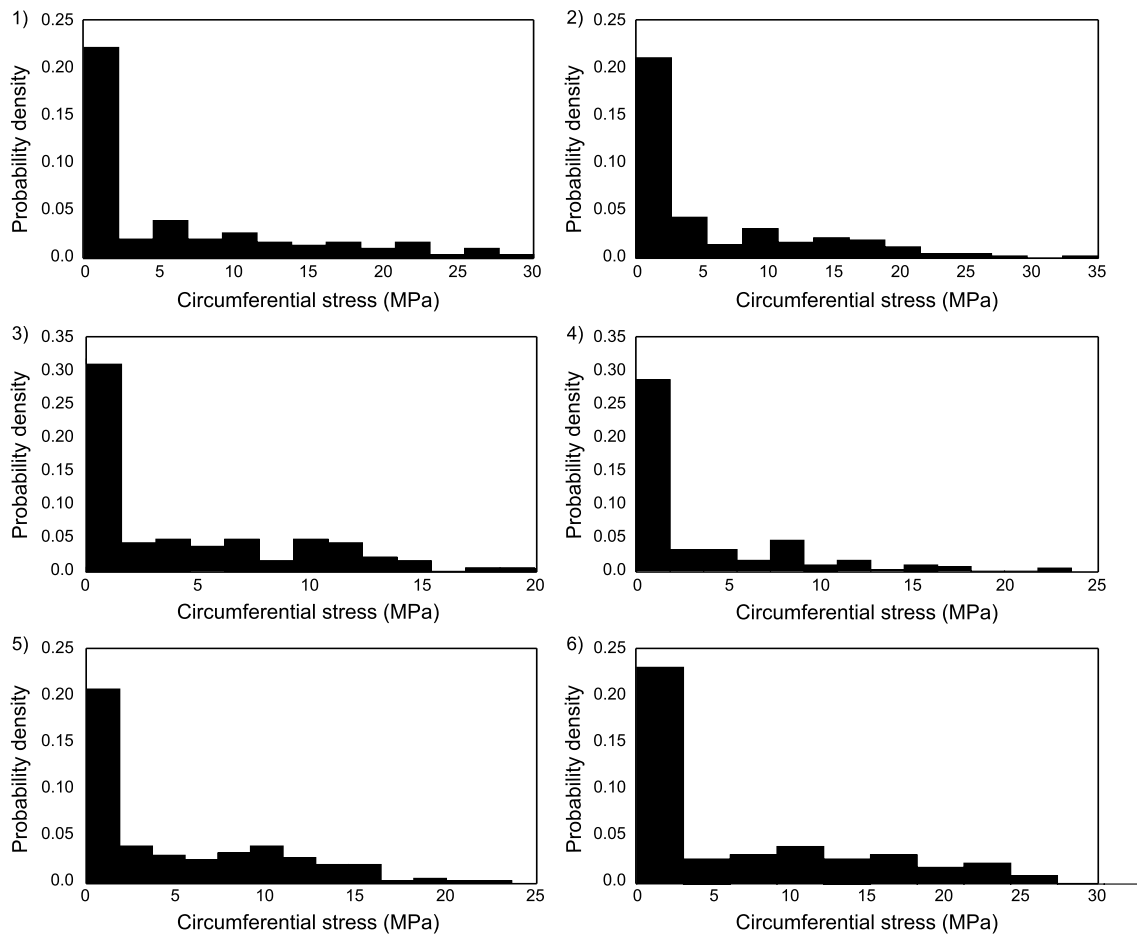 1)
0.25
0.20
0.15
0.10
0.05
0.0
Probability density
0 5 10 15 20 25 30
Circumferential stress (MPa)
2)
0.25
0.20
0.15
0.10
0.05
0.0
Probability density
0 5 10 15 20 25 30 35
Circumferential stress (MPa)
3)
0.35
0.30
0.25
0.20
0.15
0.10
0.05
0.0
Probability density
0 5 10 15 20
Circumferential stress (MPa)
4)
0.35
0.30
0.25
0.20
0.15
0.10
0.05
0.0
Probability density
0 5 10 15 20 25
Circumferential stress (MPa)
5)
0.25
0.20
0.15
0.10
0.05
0.0
Probability density
0 5 10 15 20 25
Circumferential stress (MPa)
6)
0.25
0.20
0.15
0.10
0.05
0.0
Probability density
0 5 10 15 20 25 30
Circumferential stress (MPa)